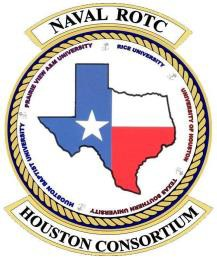 NAVAL ROTC
PRAIRIE VIEW A&M UNIVERSITY
RICE UNIVERSITY
UNIVERSITY OF HOUSTON
TEXAS SOUTHERN UNIVERSITY
HOUSTON BAPTIST UNIVERSITY
HOUSTON CONSORTIUM